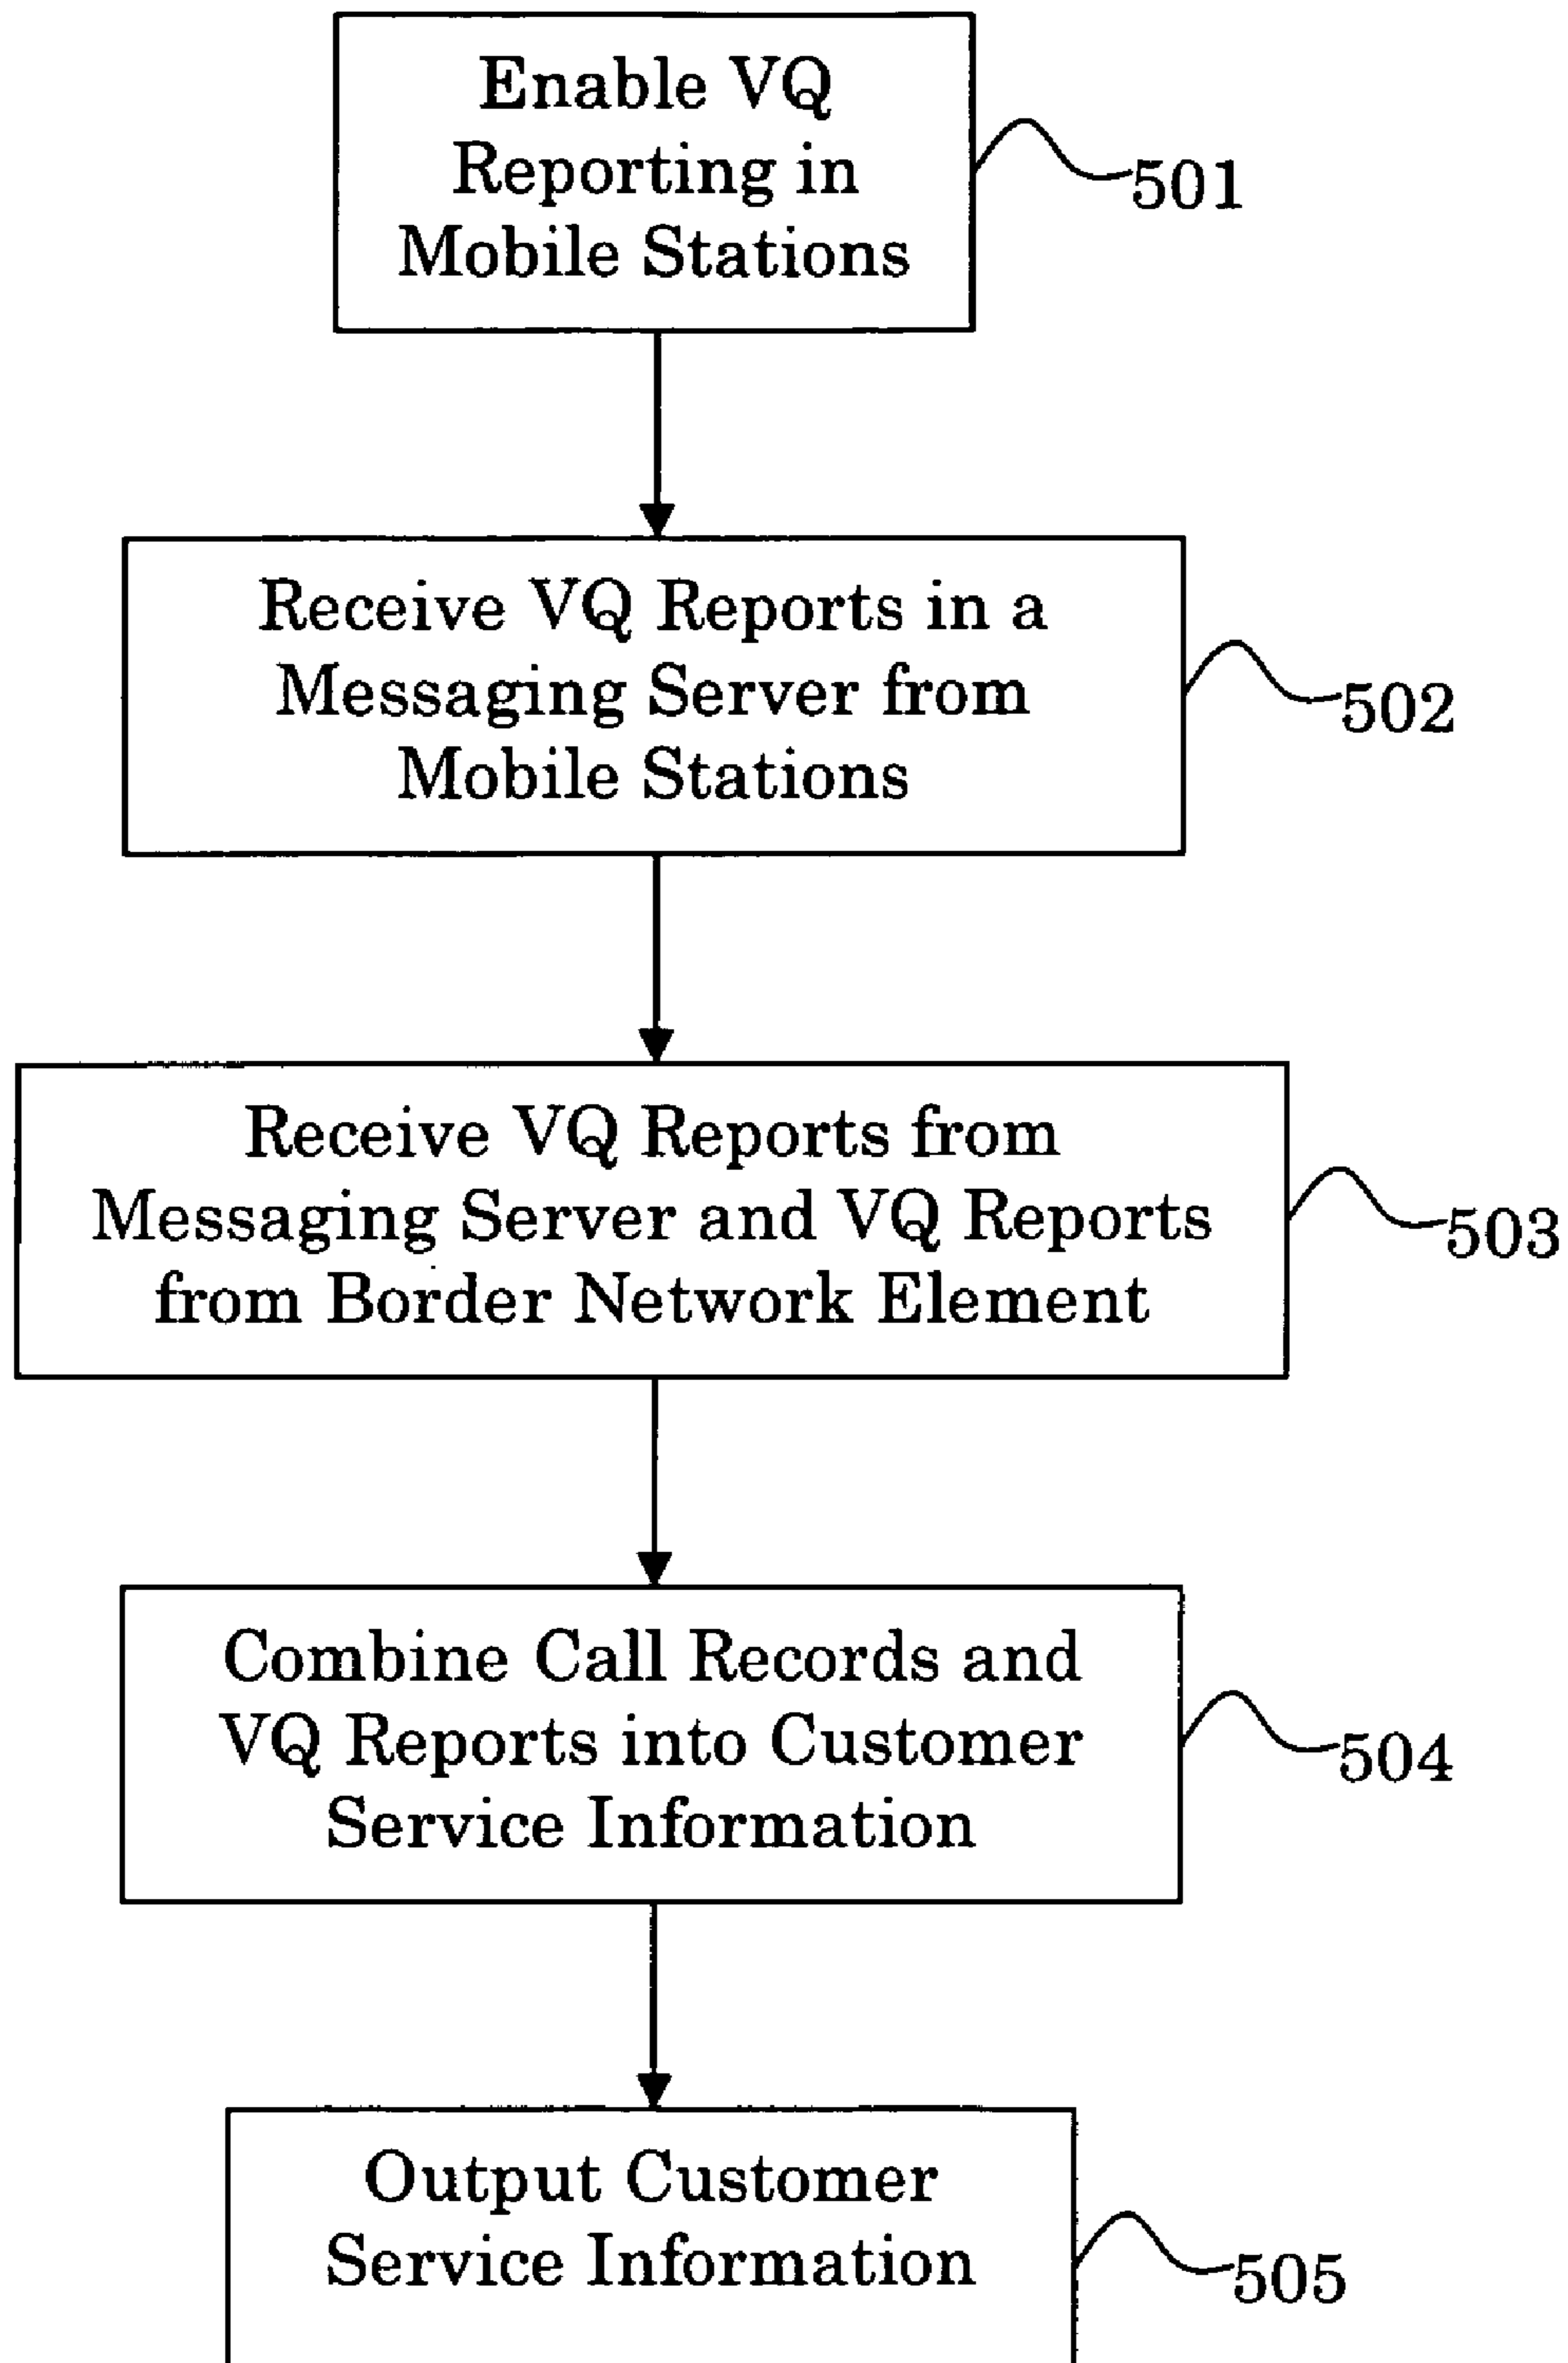 Enable VQ
Reporting in
Mobile Stations
501
Receive VQ Reports in a
Messaging Server from
Mobile Stations
502
Receive VQ Reports from
Messaging Server and VQ Reports
from Border Network Element
503
Combine Call Records and
VQ Reports into Customer
Service Information
504
Output Customer
Service Information
505